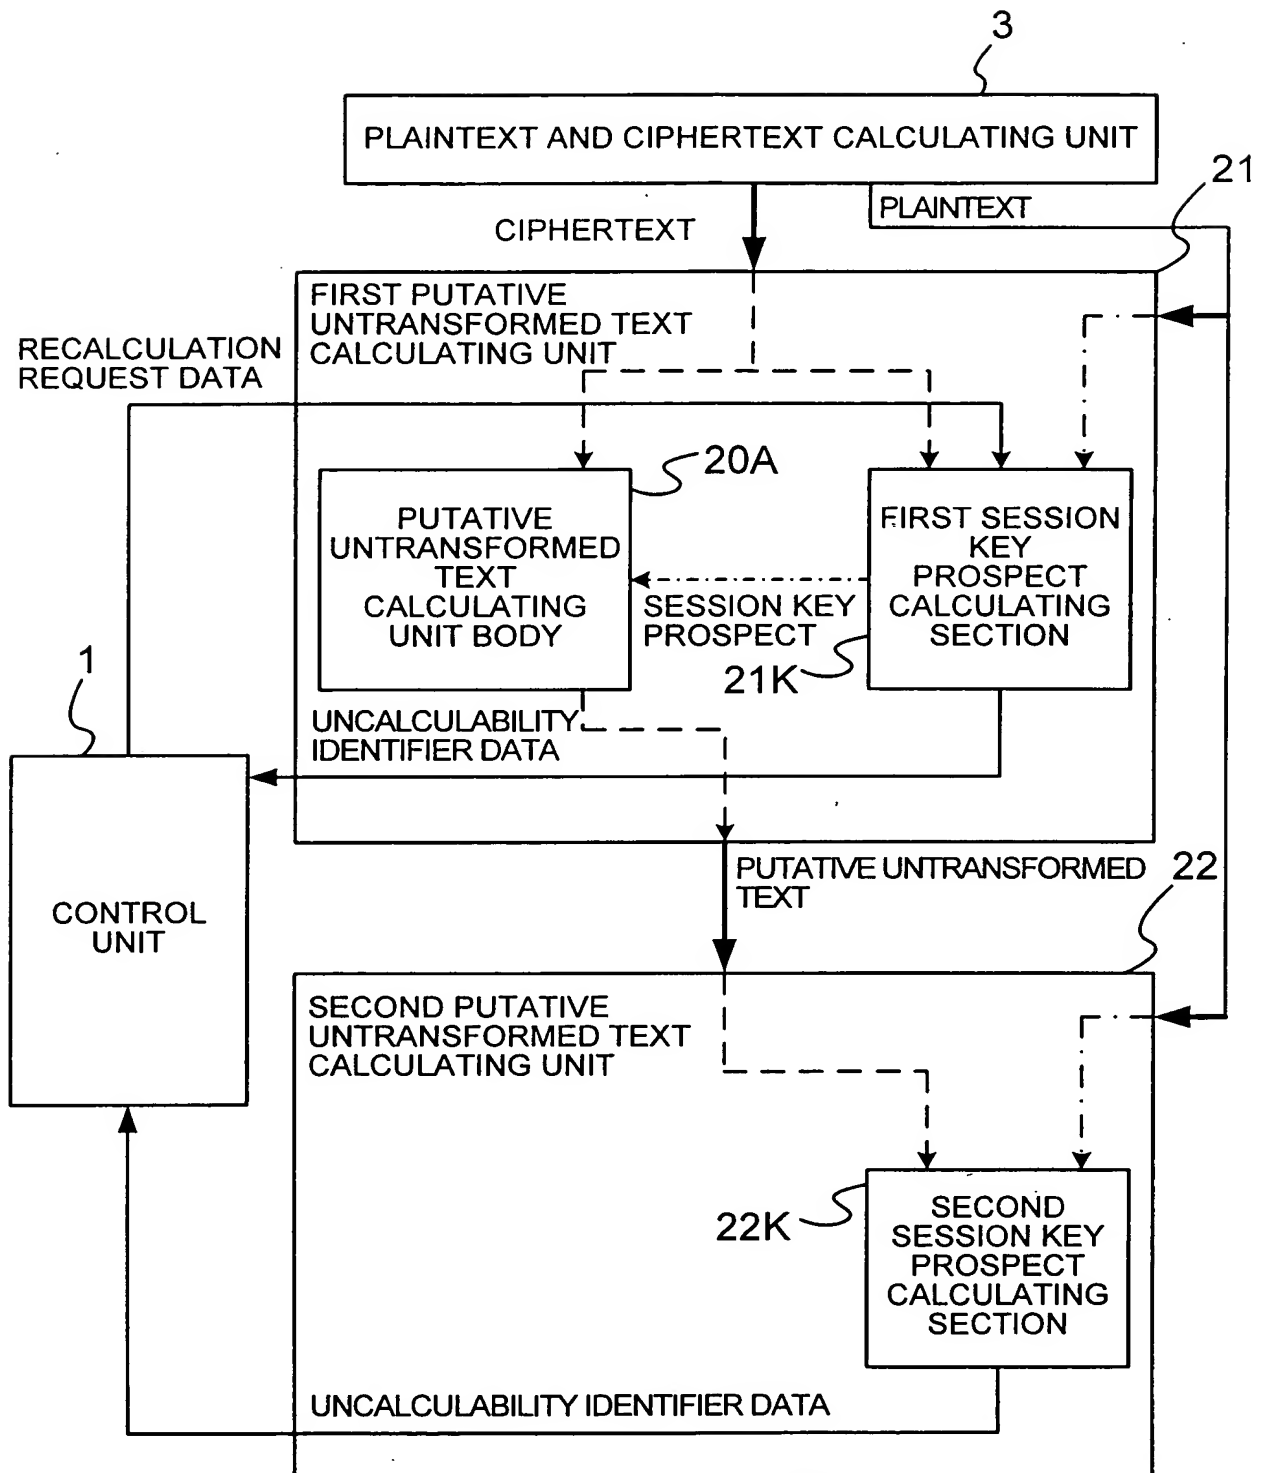 3
PLAINTEXT AND CIPHERTEXT CALCULATING UNIT
21
PLAINTEXT
CIPHERTEXT
FIRST PUTATIVE
UNTRANSFORMED TEXT
CALCULATING UNIT
RECALCULATION
REQUEST DATA
20A
PUTATIVE
UNTRANSFORMED
TEXT
CALCULATING
UNIT BODY
FIRST SESSION
KEY
PROSPECT
CALCULATING
SECTION
SESSION KEY
PROSPECT
21K
1
UNCALCULABILITY
IDENTIFIER DATA
CONTROL
UNIT
PUTATIVE UNTRANSFORMED
TEXT
22
SECOND PUTATIVE
UNTRANSFORMED TEXT
CALCULATING UNIT
22K
SECOND
SESSION KEY
PROSPECT
CALCULATING
SECTION
UNCALCULABILITY IDENTIFIER DATA